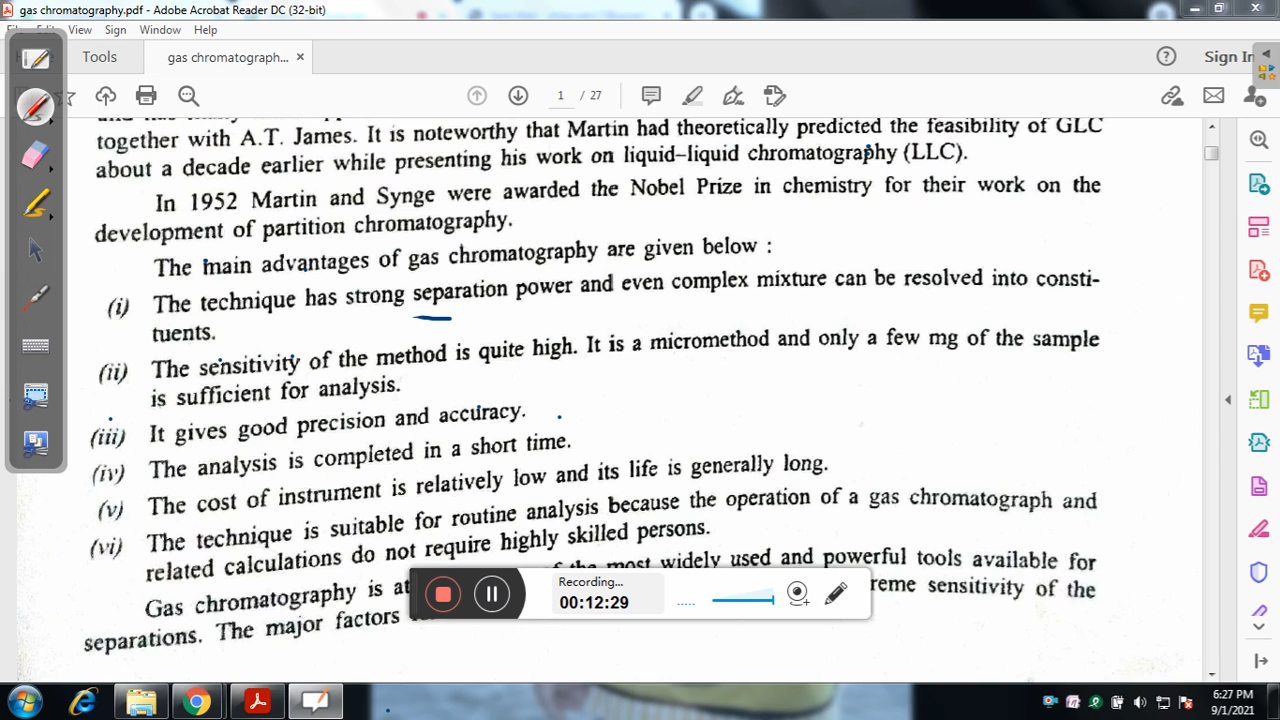 gas chromatography.pdf - Adobe Acrobat Reader DC (32-bit)
View Sign Window Help
Tools gas chromatograph... × Sign In
1 / 27
together with A.T. James. It is noteworthy that Martin had theoretically predicted the feasibility of GLC
about a decade earlier while presenting his work on liquid–liquid chromatography (LLC).
In 1952 Martin and Synge were awarded the Nobel Prize in chemistry for their work on the
development of partition chromatography.
The main advantages of gas chromatography are given below :
(i) The technique has strong separation power and even complex mixture can be resolved into consti-
tuents.
(ii) The sensitivity of the method is quite high. It is a micromethod and only a few mg of the sample
is sufficient for analysis.
(iii) It gives good precision and accuracy.
(iv) The analysis is completed in a short time.
(v) The cost of instrument is relatively low and its life is generally long.
(vi) The technique is suitable for routine analysis because the operation of a gas chromatograph and
related calculations do not require highly skilled persons.
Gas chromatography is at the most widely used and powerful tools available for
separations. The major factors sensitivity of the
Recording...
00:12:29
6:27 PM
9/1/2021